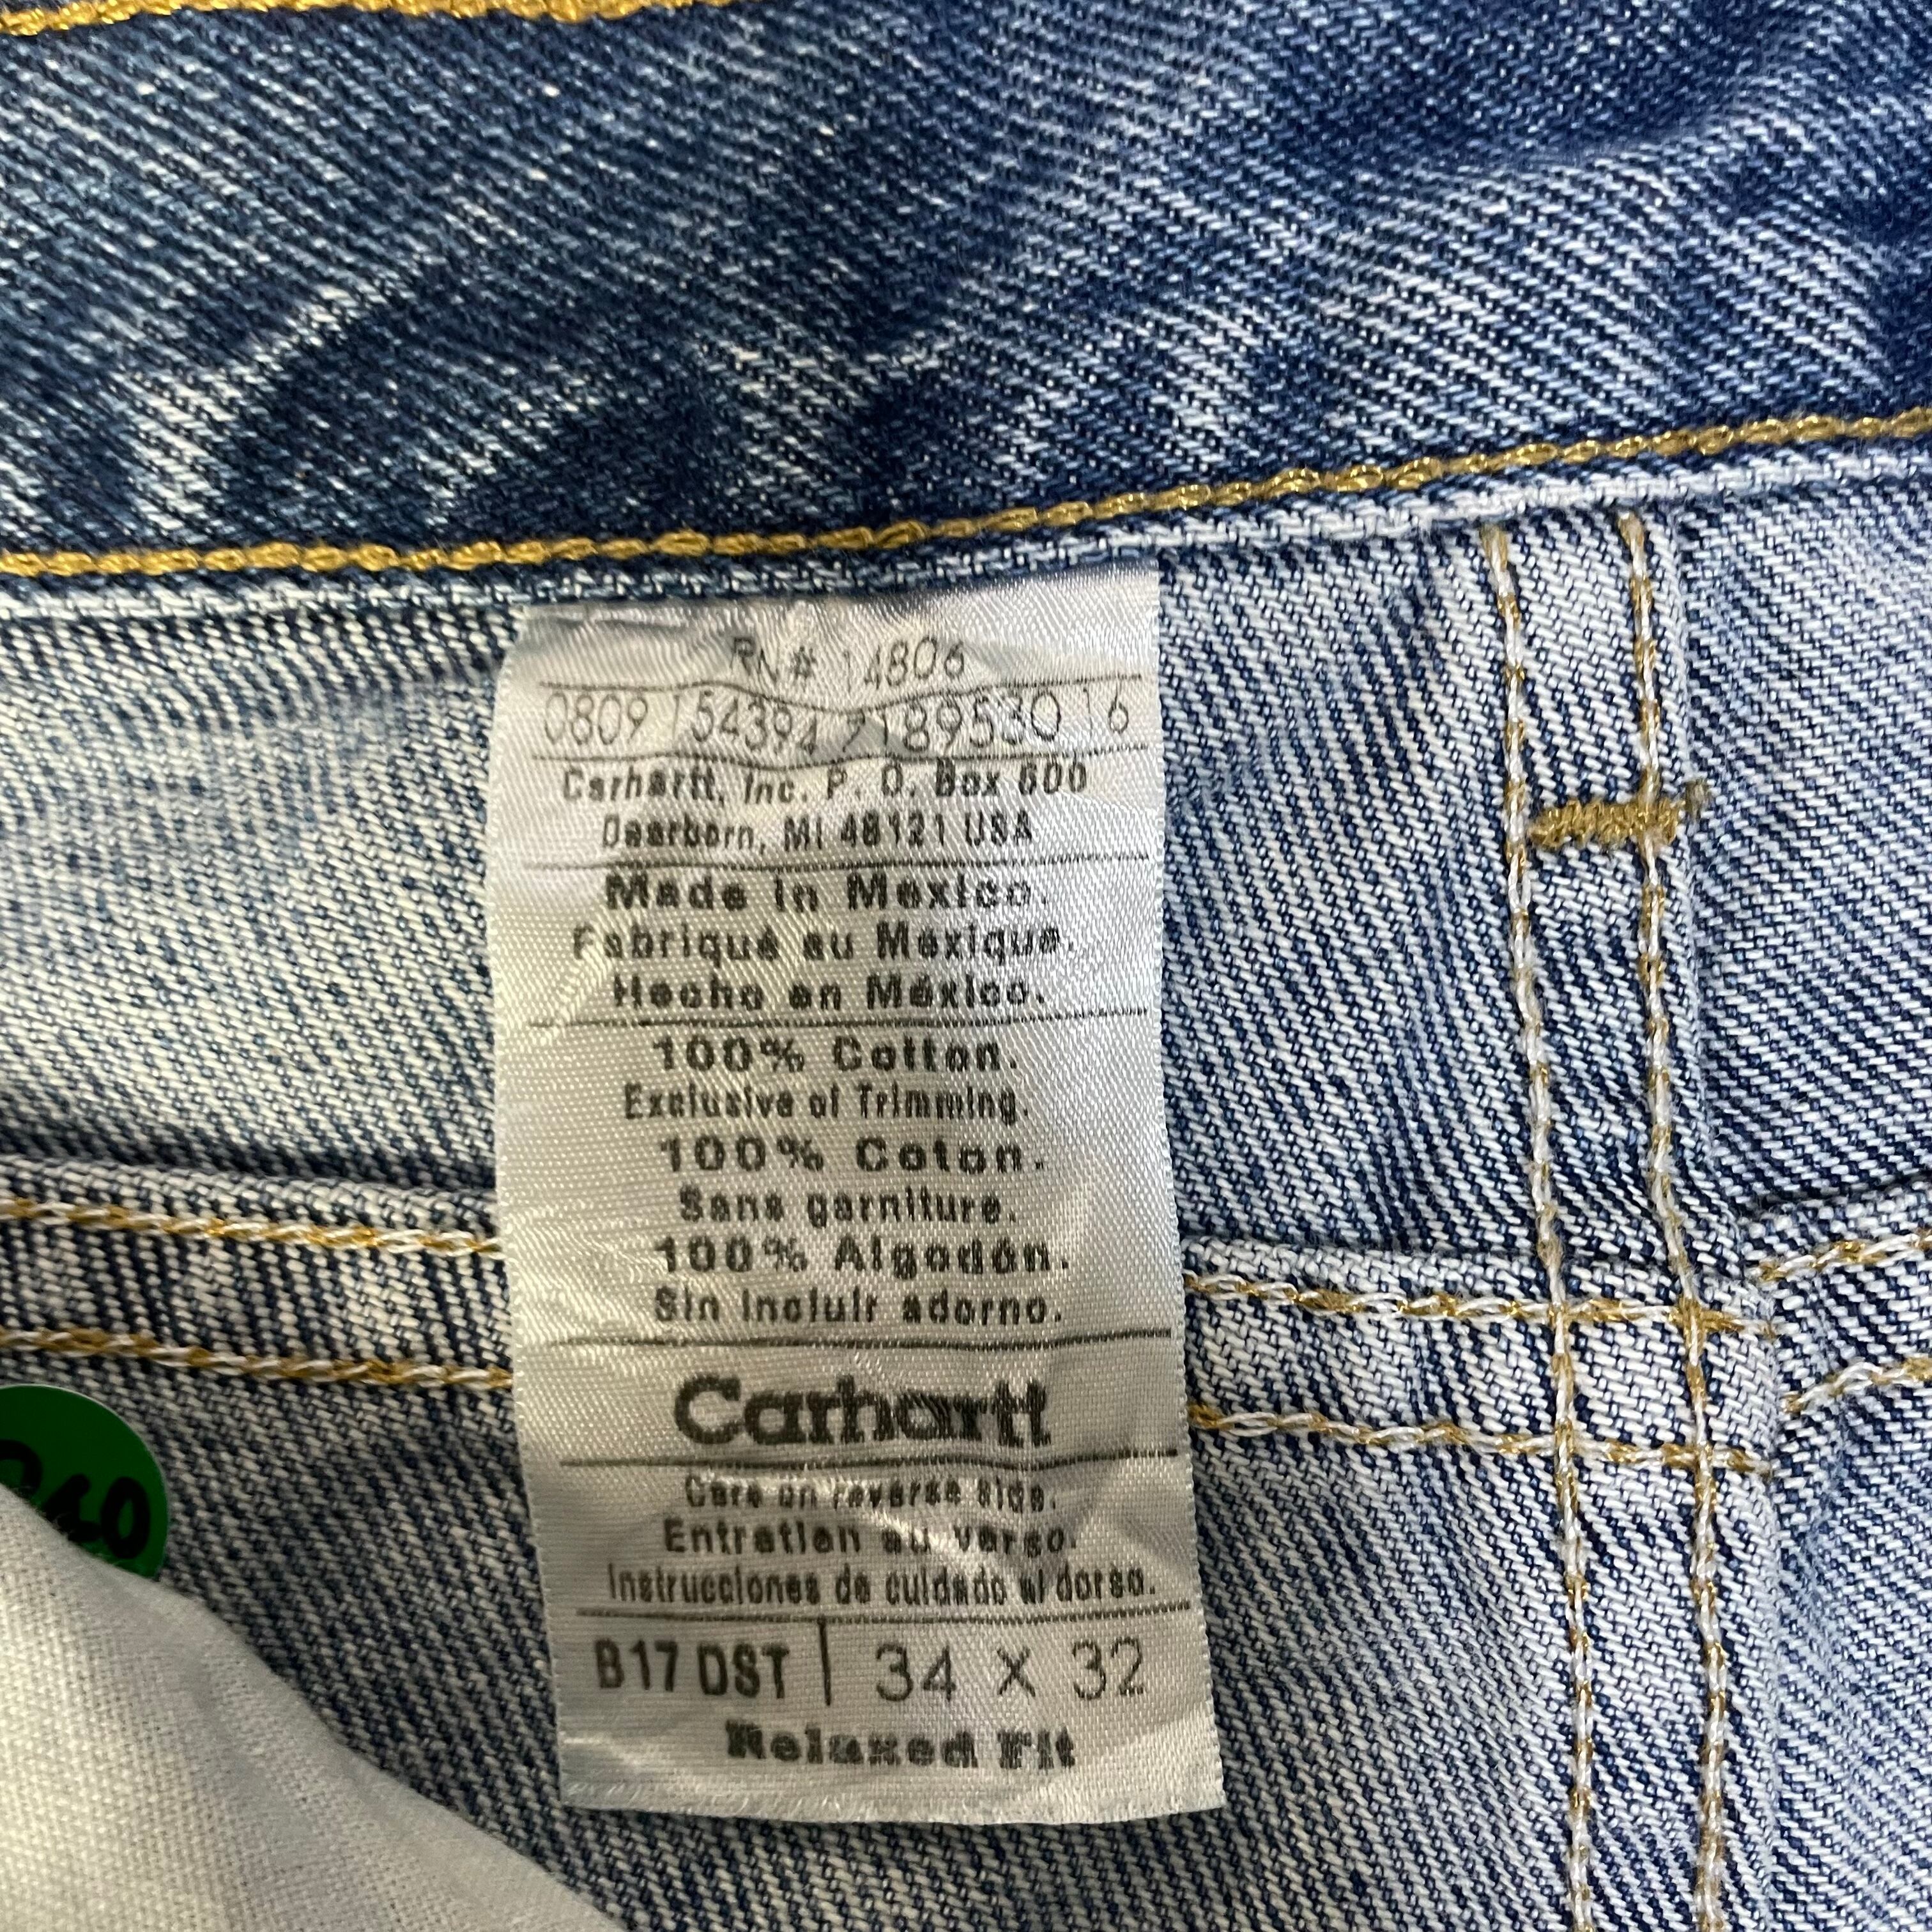 RN# 14806
0809 154394 2189530 16
Carhartt, Inc. P. O. Box 600
Dearborn, MI 48121 USA
Made in Mexico.
Fabriqué au Mexique.
Hecho en México.
100% Cotton.
Exclusive of Trimming.
100% Coton.
Sans garniture.
100% Algodón.
Sin incluir adorno.
Carhartt
Care on reverse side.
Entretien au verso.
Instrucciones de cuidado al dorso.
B17 DST | 34 X 32
Relaxed Fit